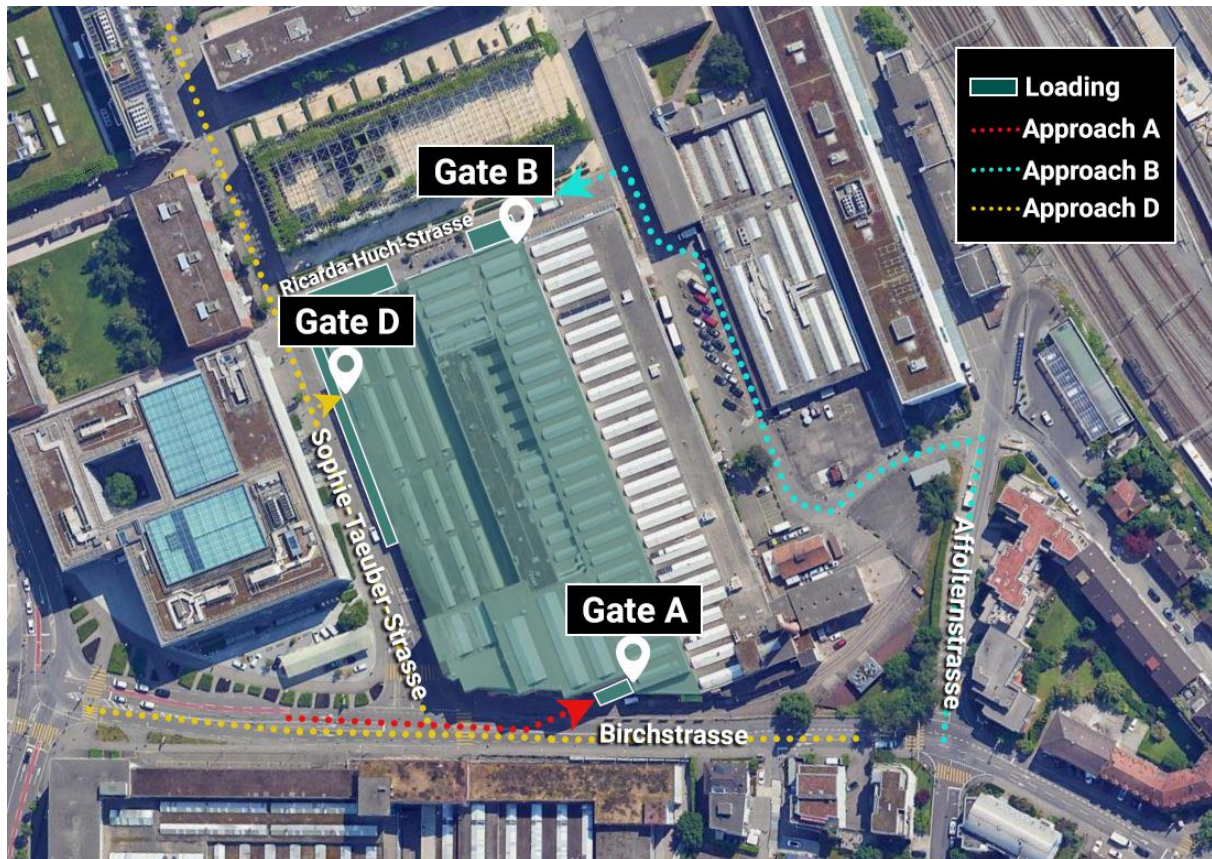 Loading
Approach A
Approach B
Approach D
Gate B
Ricarda-Huch-Strasse
Gate D
Sophie-Taeuber-Strasse
Gate A
Affolternstrasse
Birchstrasse